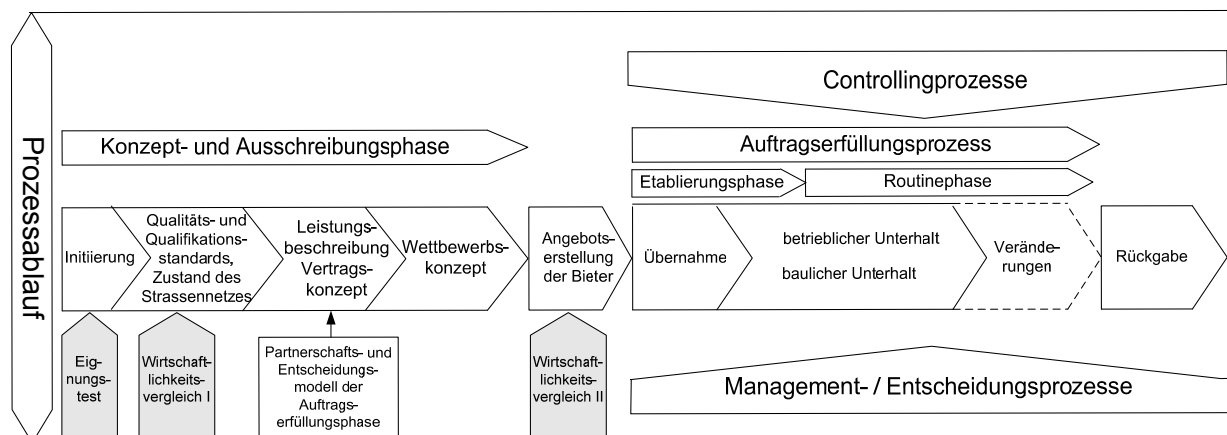 Prozessablauf
Controllingprozesse
Konzept- und Ausschreibungsphase
Auftragserfüllungsprozess
Etablierungsphase
Routinephase
Initiierung
Qualitäts- und
Qualifikations-
standards,
Zustand des
Strassennetzes
Leistungs-
beschreibung
Vertrags-
konzept
Wettbewerbs-
konzept
Angebots-
erstellung
der Bieter
Übernahme
betrieblicher Unterhalt
baulicher Unterhalt
Verände-
rungen
Rückgabe
Eig-
nungs-
test
Wirtschaft-
lichkeits-
vergleich I
Partnerschafts- und
Entscheidungs-
modell der
Auftrags-
erfüllungsphase
Wirtschaft-
lichkeits-
vergleich II
Management- / Entscheidungsprozesse